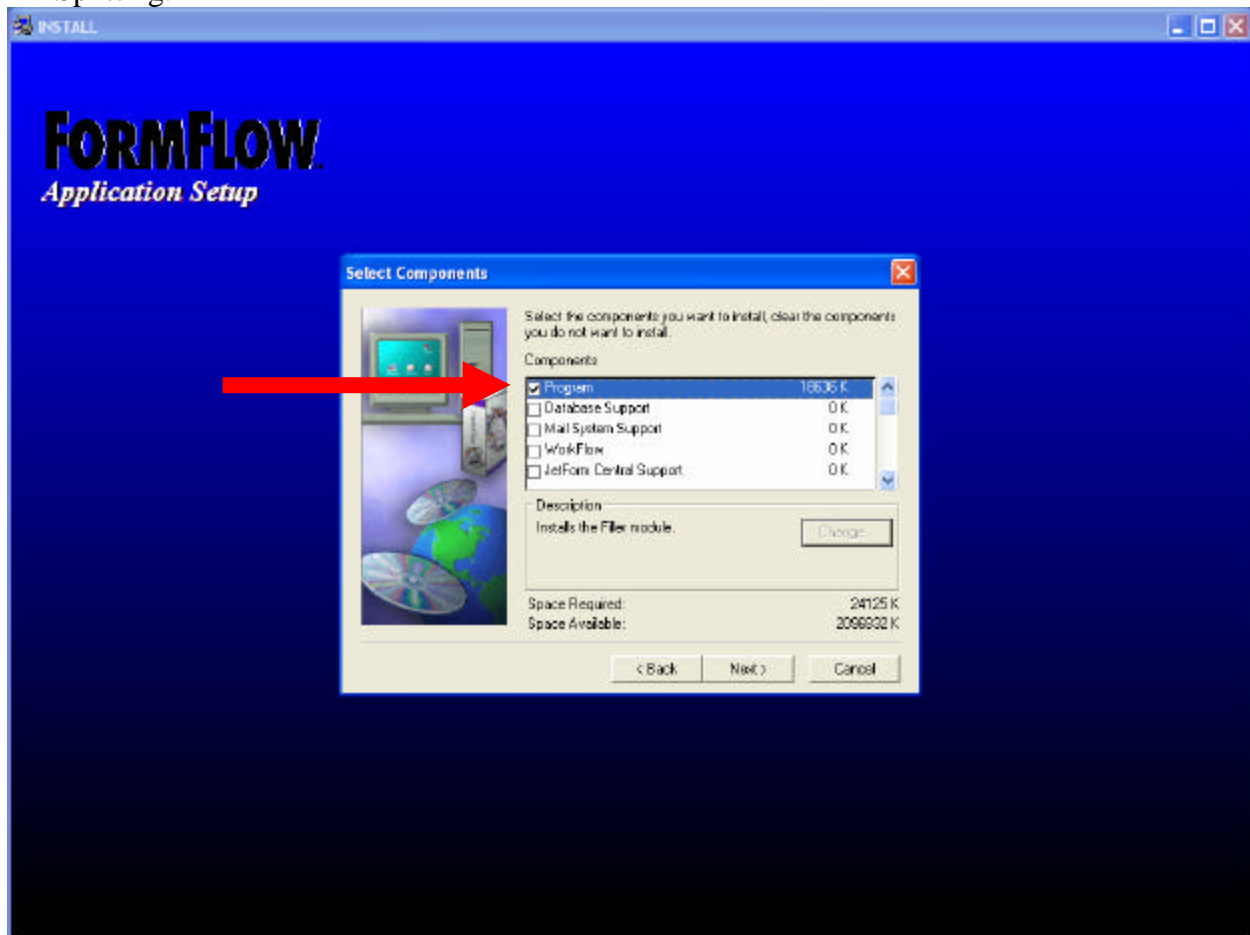 INSTALL
FORMFLOW.
Application Setup
Select Components
Select the components you want to install, clear the components
you do not want to install.
Components
Program 18636 K
Database Support 0 K
Mail System Support 0 K
WorkFlow 0 K
JetForm Central Support 0 K
Description
Installs the Filler module.
Change...
Space Required: 24125 K
Space Available: K
< Back Next > Cancel